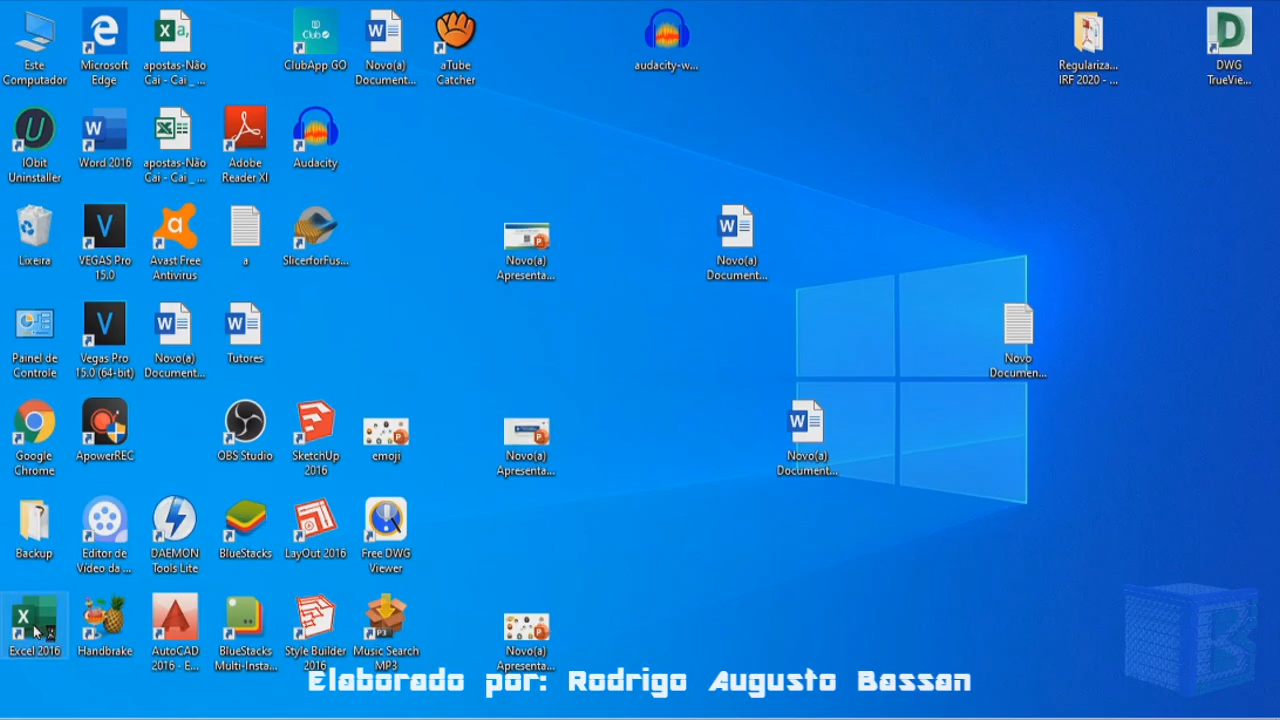 Este
Computador
Microsoft
Edge
apostas-Não
Cai - Cai _ ...
ClubApp GO
Novo(a)
Document...
aTube
Catcher
audacity-w...
Regulariza...
IRF 2020 - ...
DWG
TrueVie...
IObit
Uninstaller
Word 2016
apostas-Não
Cai - Cai _ ...
Adobe
Reader XI
Audacity
Lixeira
VEGAS Pro
15.0
Avast Free
Antivirus
a
SlicerforFus...
Novo(a)
Apresenta...
Novo(a)
Document...
Painel de
Controle
Vegas Pro
15.0 (64-bit)
Novo(a)
Document...
Tutores
Novo
Documen...
Google
Chrome
ApowerREC
OBS Studio
SketchUp
2016
emoji
Novo(a)
Apresenta...
Novo(a)
Document...
Backup
Editor de
Vídeo da ...
DAEMON
Tools Lite
BlueStacks
LayOut 2016
Free DWG
Viewer
Excel 2016
Handbrake
AutoCAD
2016 - E...
BlueStacks
Multi-Insta...
Style Builder
2016
Music Search
MP3
Novo(a)
Apresenta...
Elaborado por: Rodrigo Augusto Bassan